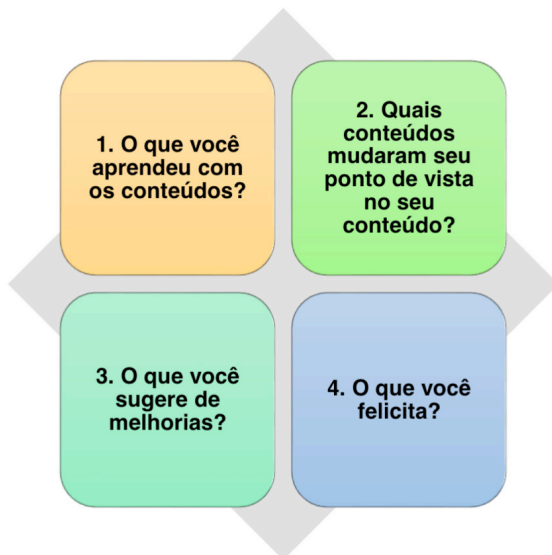 1. O que você
aprendeu com
os conteúdos?
2. Quais
conteúdos
mudaram seu
ponto de vista
no seu
conteúdo?
3. O que você
sugere de
melhorias?
4. O que você
felicita?